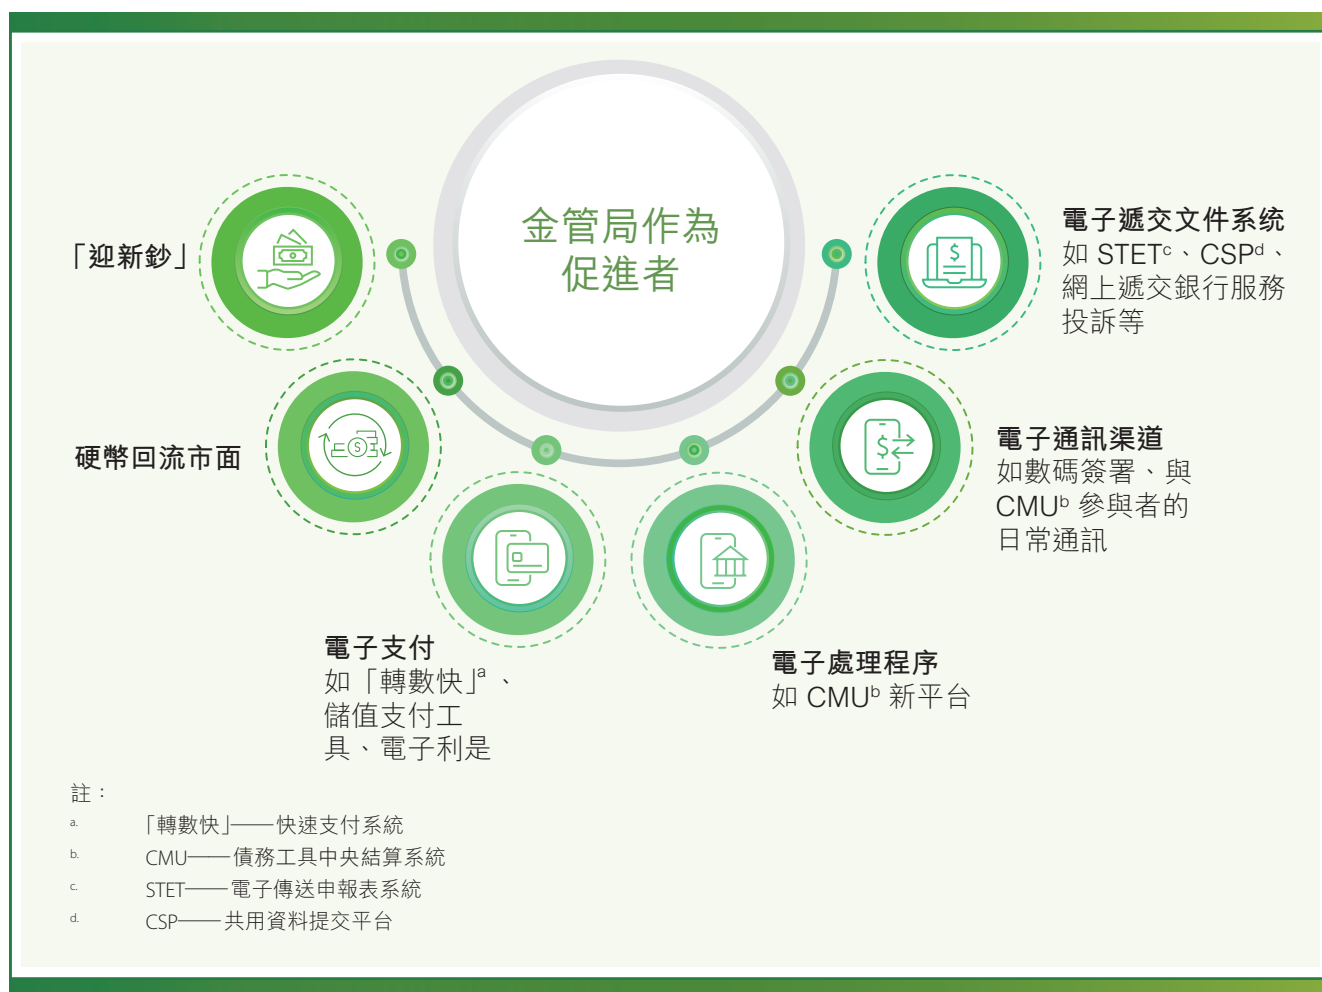 金管局作為
促進者
「迎新鈔」
硬幣回流市面
電子支付
如「轉數快」a、
儲值支付工
具、電子利是
電子處理程序
如 CMUb 新平台
電子通訊渠道
如數碼簽署、與
CMUb 參與者的
日常通訊
電子遞交文件系统
如 STETc、CSPd、
網上遞交銀行服務
投訴等
註：
a. 「轉數快」——快速支付系統
b. CMU——債務工具中央結算系統
c. STET——電子傳送申報表系統
d. CSP——共用資料提交平台